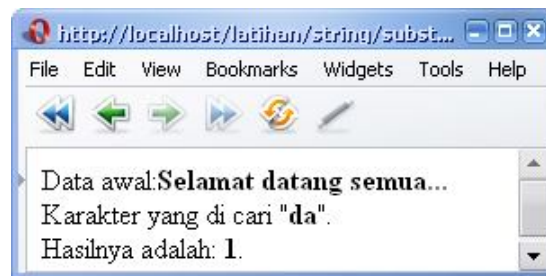 http://localhost/latihan/string/subst...
File Edit View Bookmarks Widgets Tools Help
Data awal:Selamat datang semua...
Karakter yang di cari "da".
Hasilnya adalah: 1.